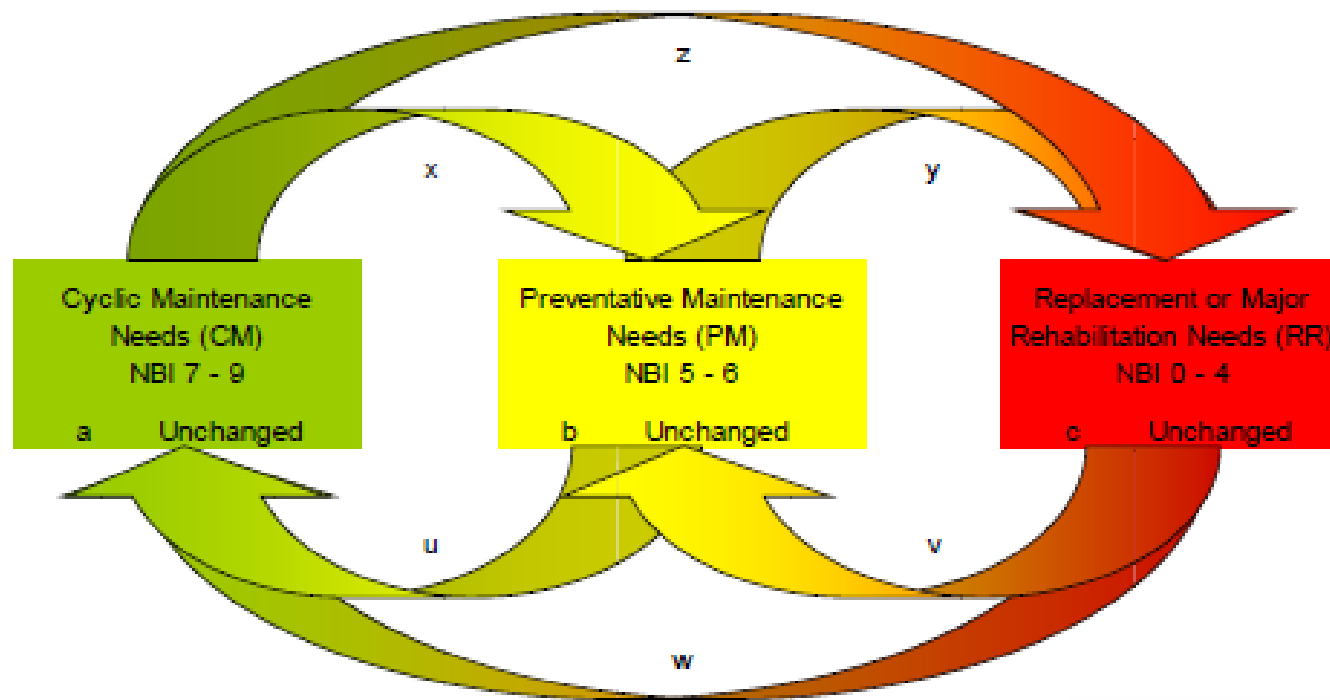 z
x
y
Cyclic Maintenance
Needs (CM)
NBI 7 - 9
a Unchanged
Preventative Maintenance
Needs (PM)
NBI 5 - 6
b Unchanged
Replacement or Major
Rehabilitation Needs (RR)
NBI 0 - 4
c Unchanged
u
v
w